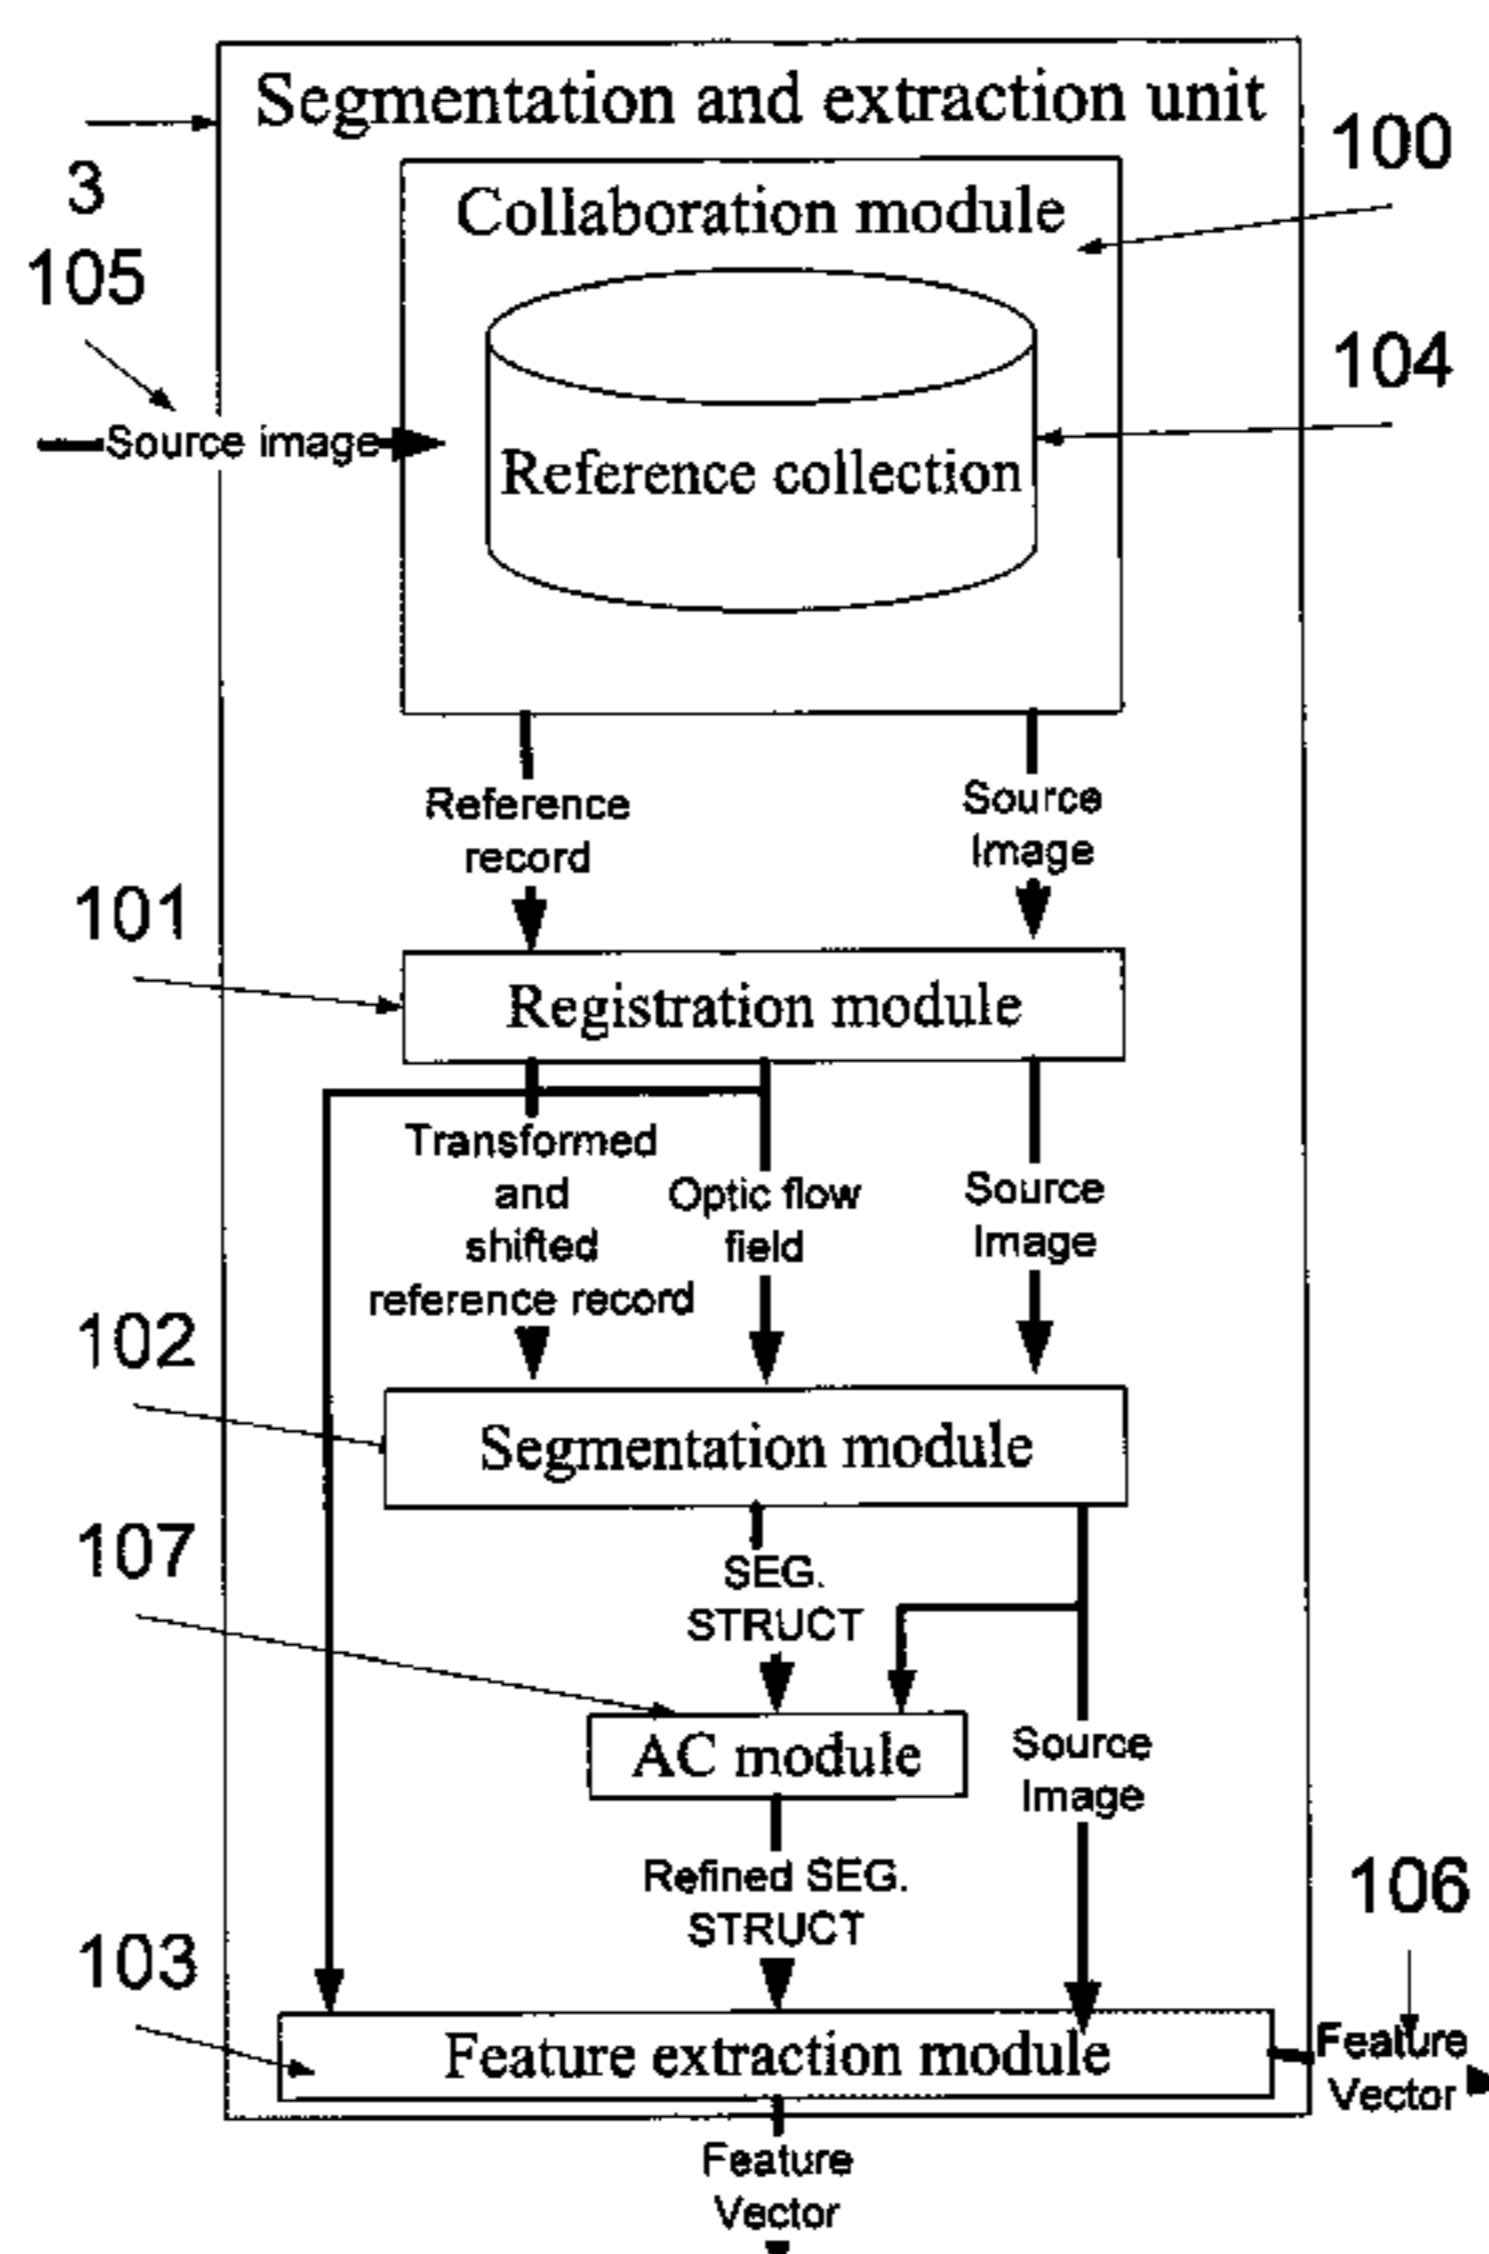 Segmentation and extraction unit
100
3
Collaboration module
105
104
Source image
Reference collection
Reference
record
Source
Image
101
Registration module
Transformed
and
shifted
reference record
Optic flow
field
Source
Image
102
Segmentation module
107
SEG.
STRUCT
AC module
Source
Image
Refined SEG.
STRUCT
106
103
Feature extraction module
Feature
Vector
Feature
Vector